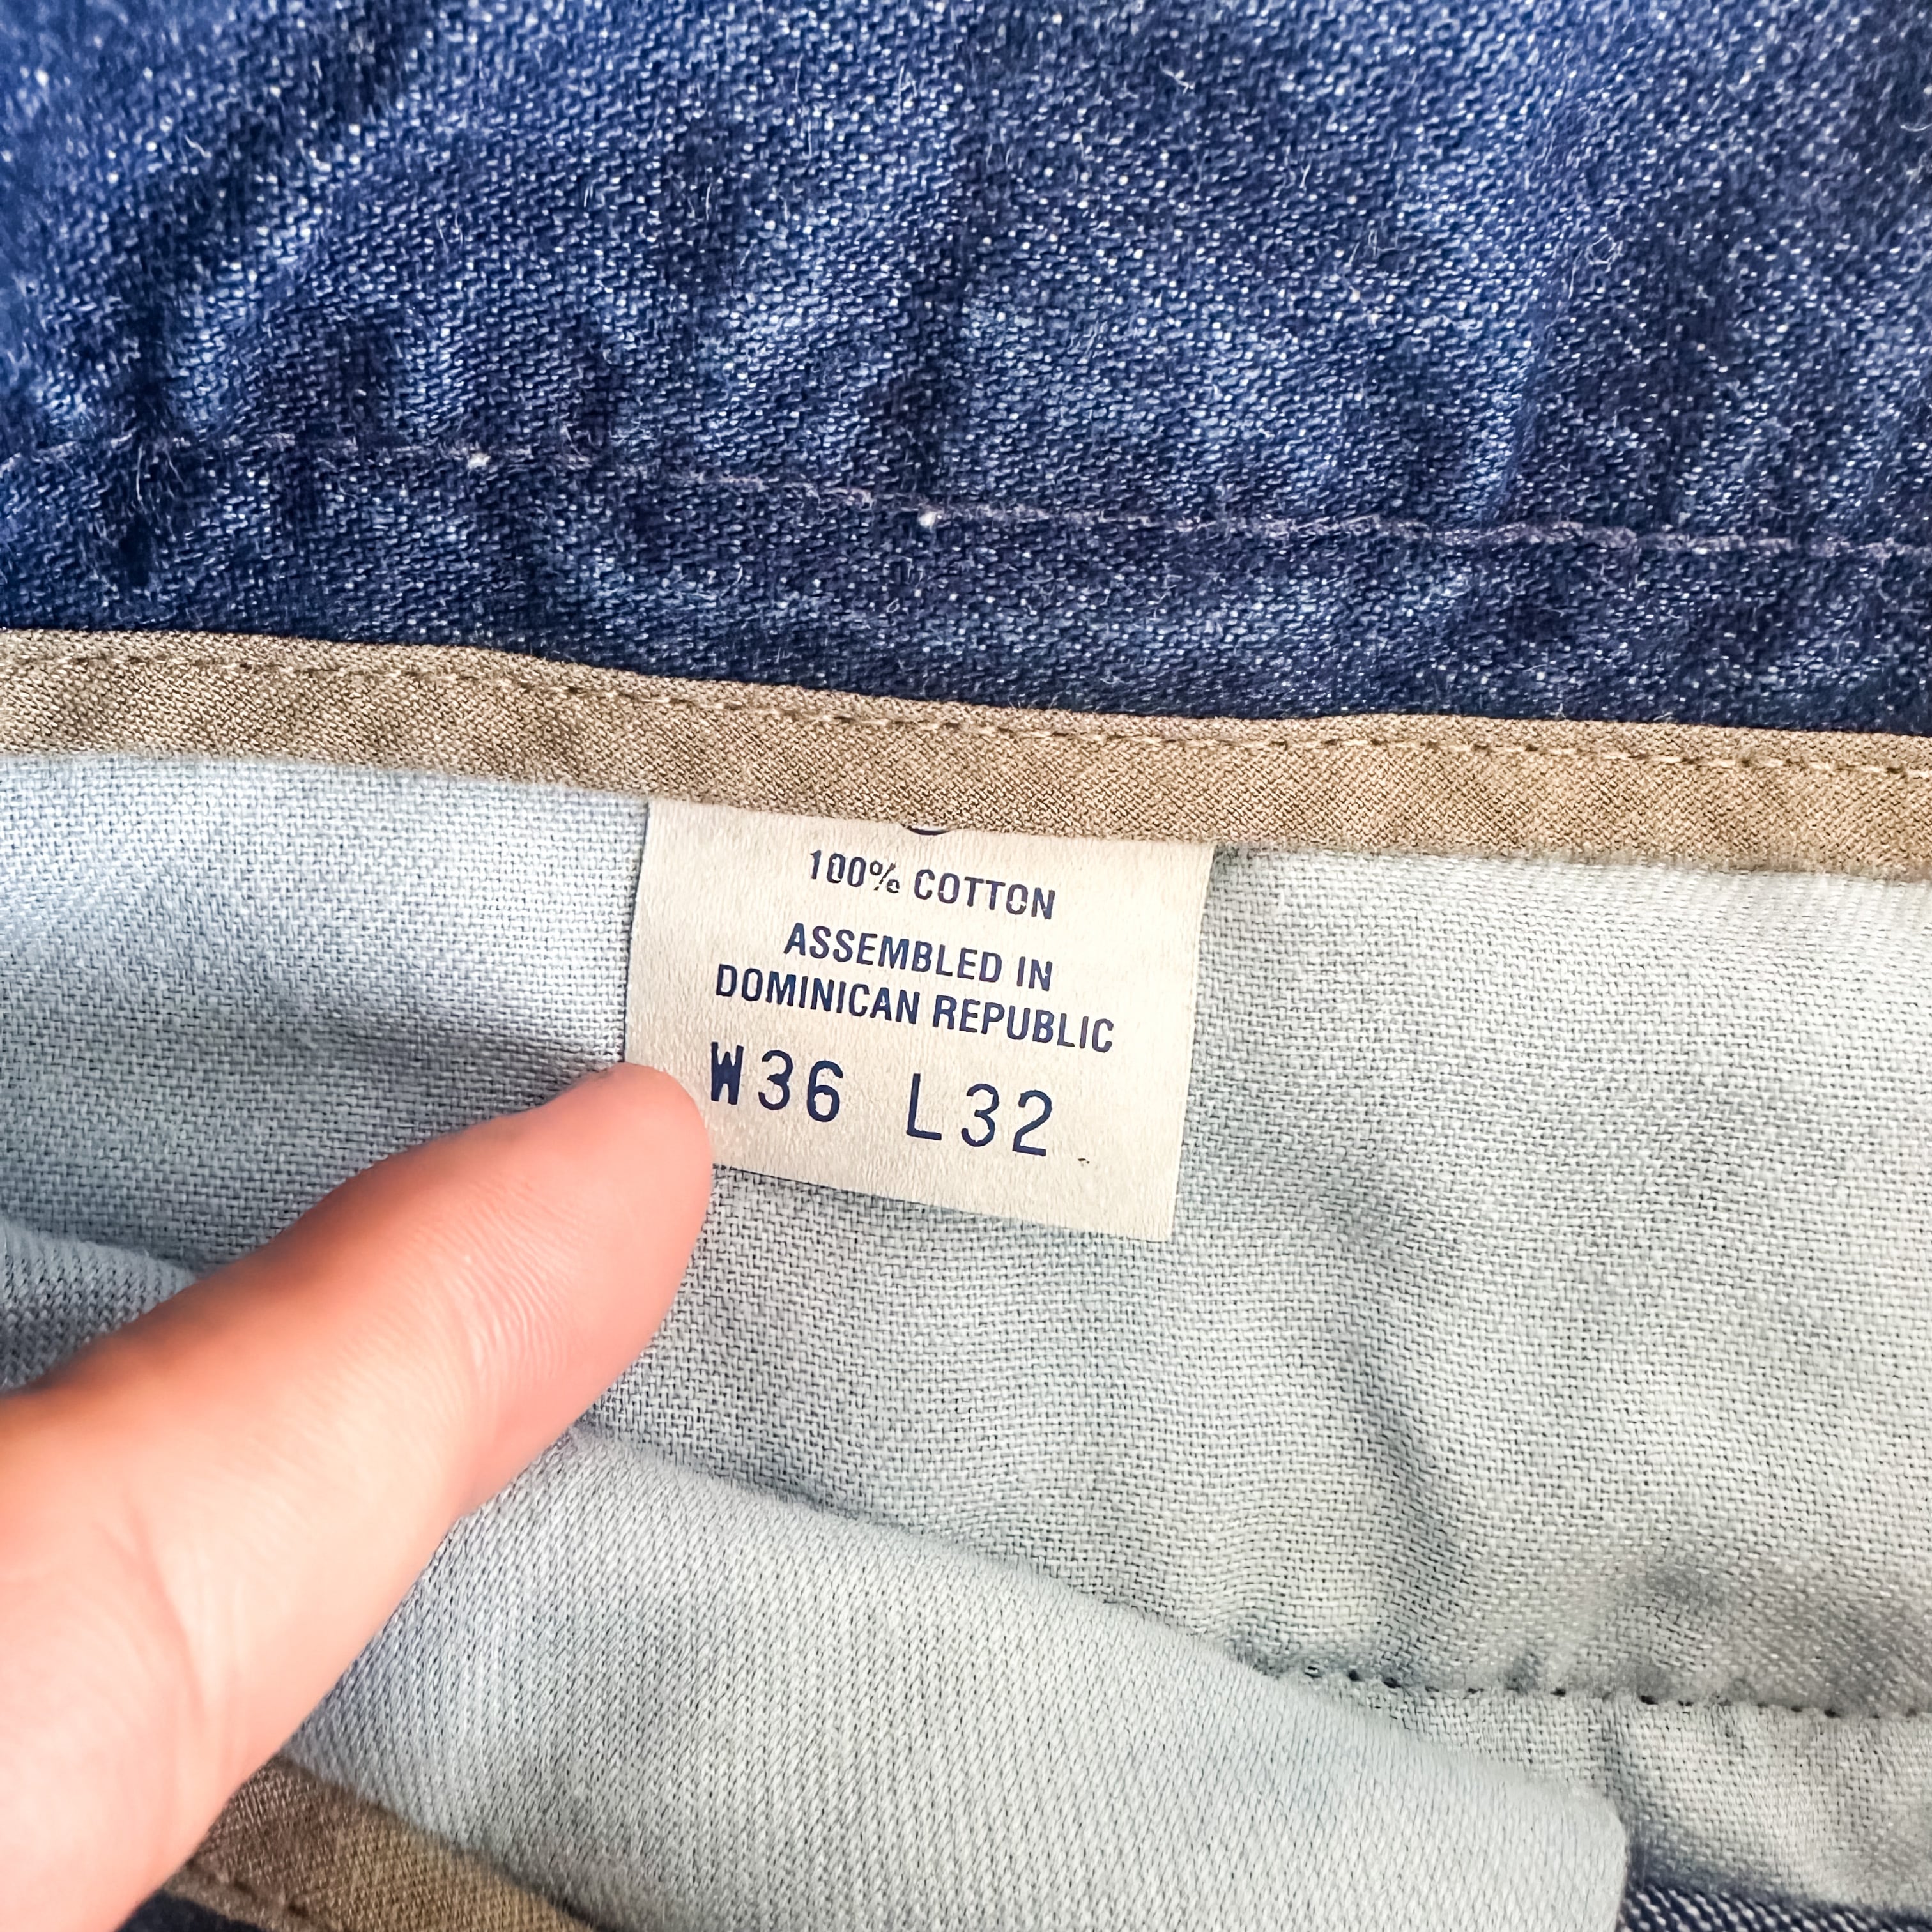 100% COTTON
ASSEMBLED IN
DOMINICAN REPUBLIC
W36 L32